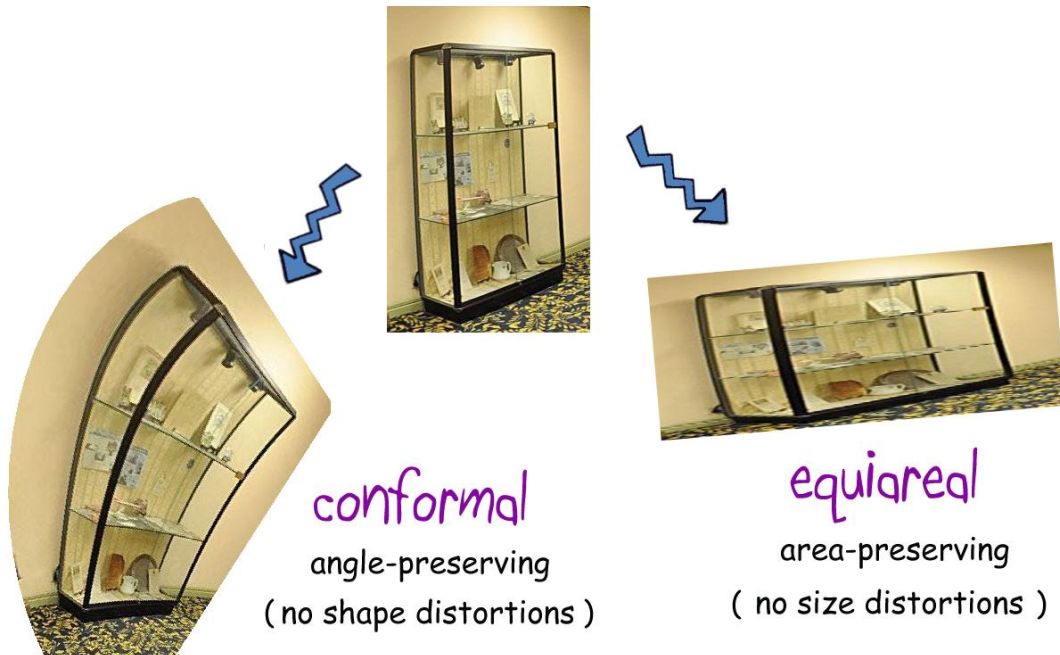 conformal
angle-preserving
( no shape distortions )
equiareal
area-preserving
( no size distortions )